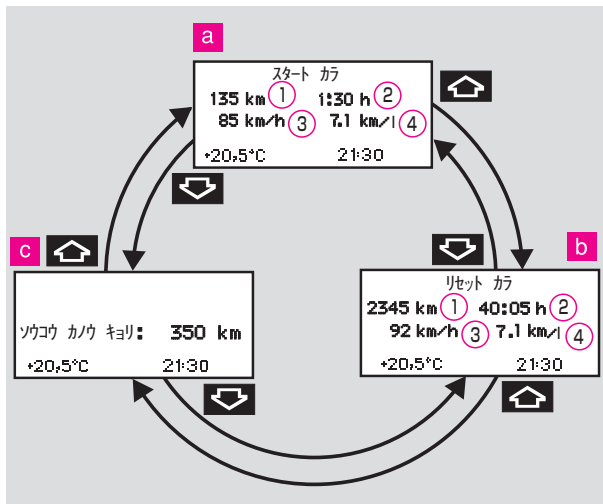 a
スタート カラ
135 km 1 1:30 h 2
85 km/h 3 7.1 km/l 4
+20,5°C 21:30
c
b
ソウコウ カノウ キョリ: 350 km
+20,5°C 21:30
リセット カラ
2345 km 1 40:05 h 2
92 km/h 3 7.1 km/l 4
+20,5°C 21:30